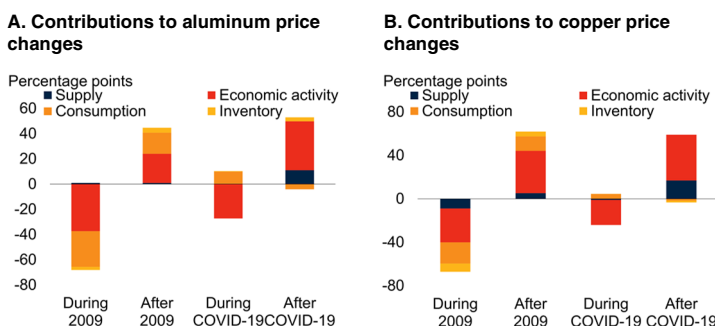 A. Contributions to aluminum price
changes
Percentage points
Supply
Economic activity
Consumption
Inventory
60
40
20
0
-20
-40
-60
-80
During
2009
After
2009
During
COVID-19
After
COVID-19
B. Contributions to copper price
changes
Percentage points
Supply
Economic activity
Consumption
Inventory
80
40
0
-40
-80
During
2009
After
2009
During
COVID-19
After
COVID-19